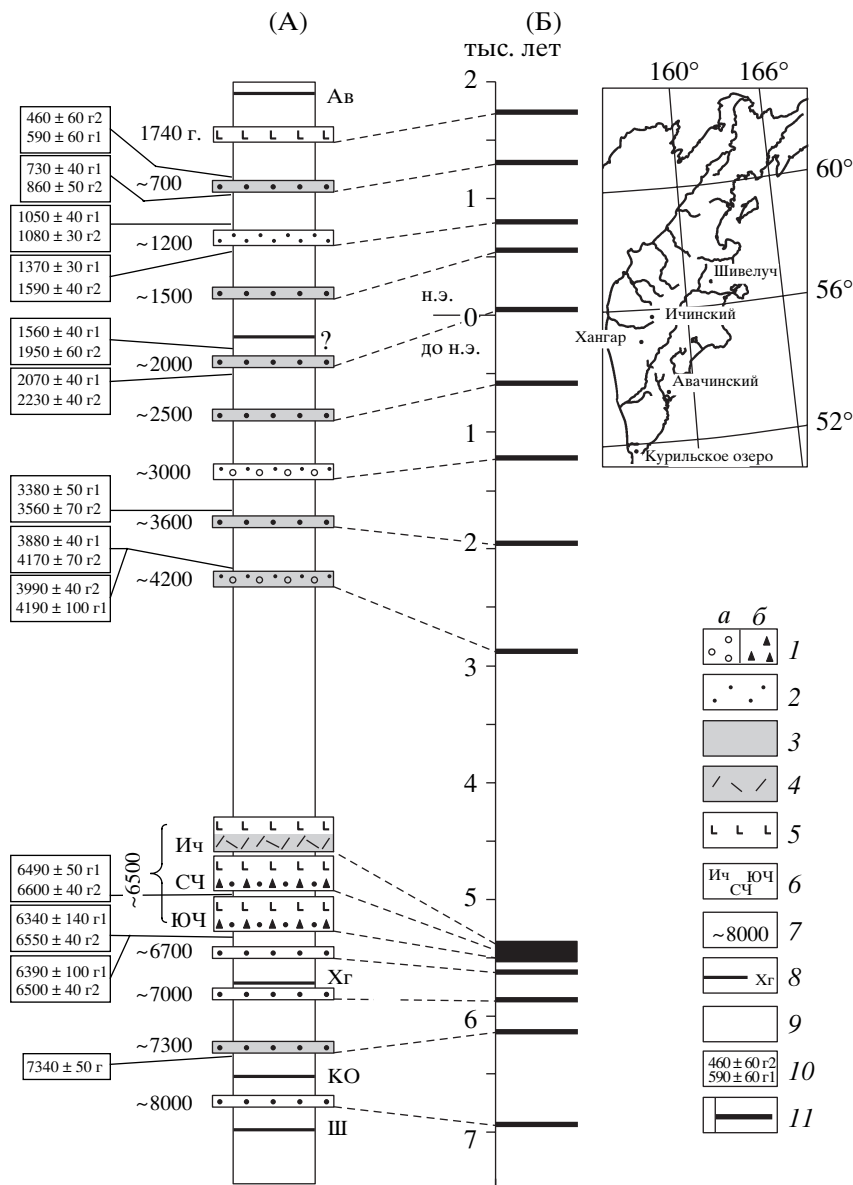 (А)
(Б)
тыс. лет
Ав
1740 г.
460 ± 60 г2
590 ± 60 г1
~700
730 ± 40 г1
860 ± 50 г2
1050 ± 40 г1
1080 ± 30 г2
~1200
1370 ± 30 г1
1590 ± 40 г2
~1500
1560 ± 40 г1
1950 ± 60 г2
?
~2000
2070 ± 40 г1
2230 ± 40 г2
~2500
~3000
3380 ± 50 г1
3560 ± 70 г2
~3600
3880 ± 40 г1
4170 ± 70 г2
~4200
3990 ± 40 г2
4190 ± 100 г1
~6500
Ич
СЧ
ЮЧ
6490 ± 50 г1
6600 ± 40 г2
6340 ± 140 г1
6550 ± 40 г2
~6700
6390 ± 100 г1
6500 ± 40 г2
Хг
~7000
~7300
7340 ± 50 г
КО
~8000
Ш
2
1
н.э.
0
до н.э.
1
2
3
4
5
6
7
160° 166°
60°
56°
52°
Шивелуч
Ичинский
Хангар
Авачинский
Курильское озеро
а б
1
2
3
4
5
Ич ЮЧ
СЧ
6
~8000 7
Хг 8
9
460 ± 60 г2
590 ± 60 г1
10
11